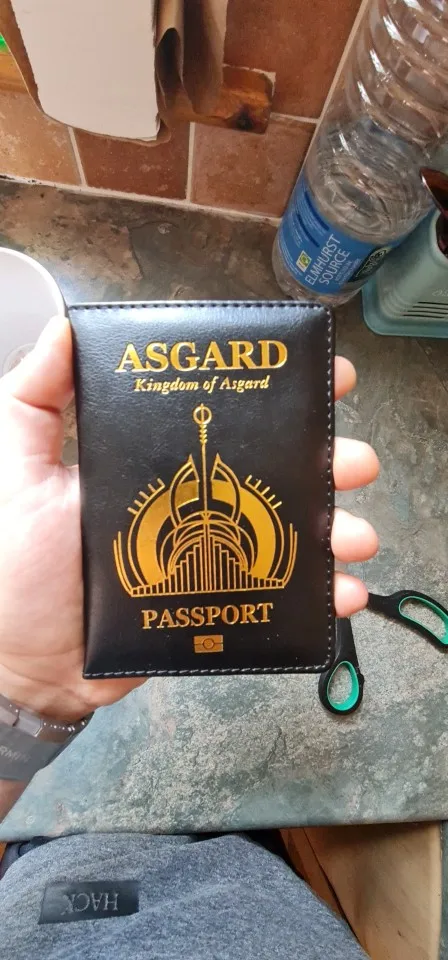 ELMHURST
SOURCE
ASGARD
Kingdom of Asgard
PASSPORT
HACK